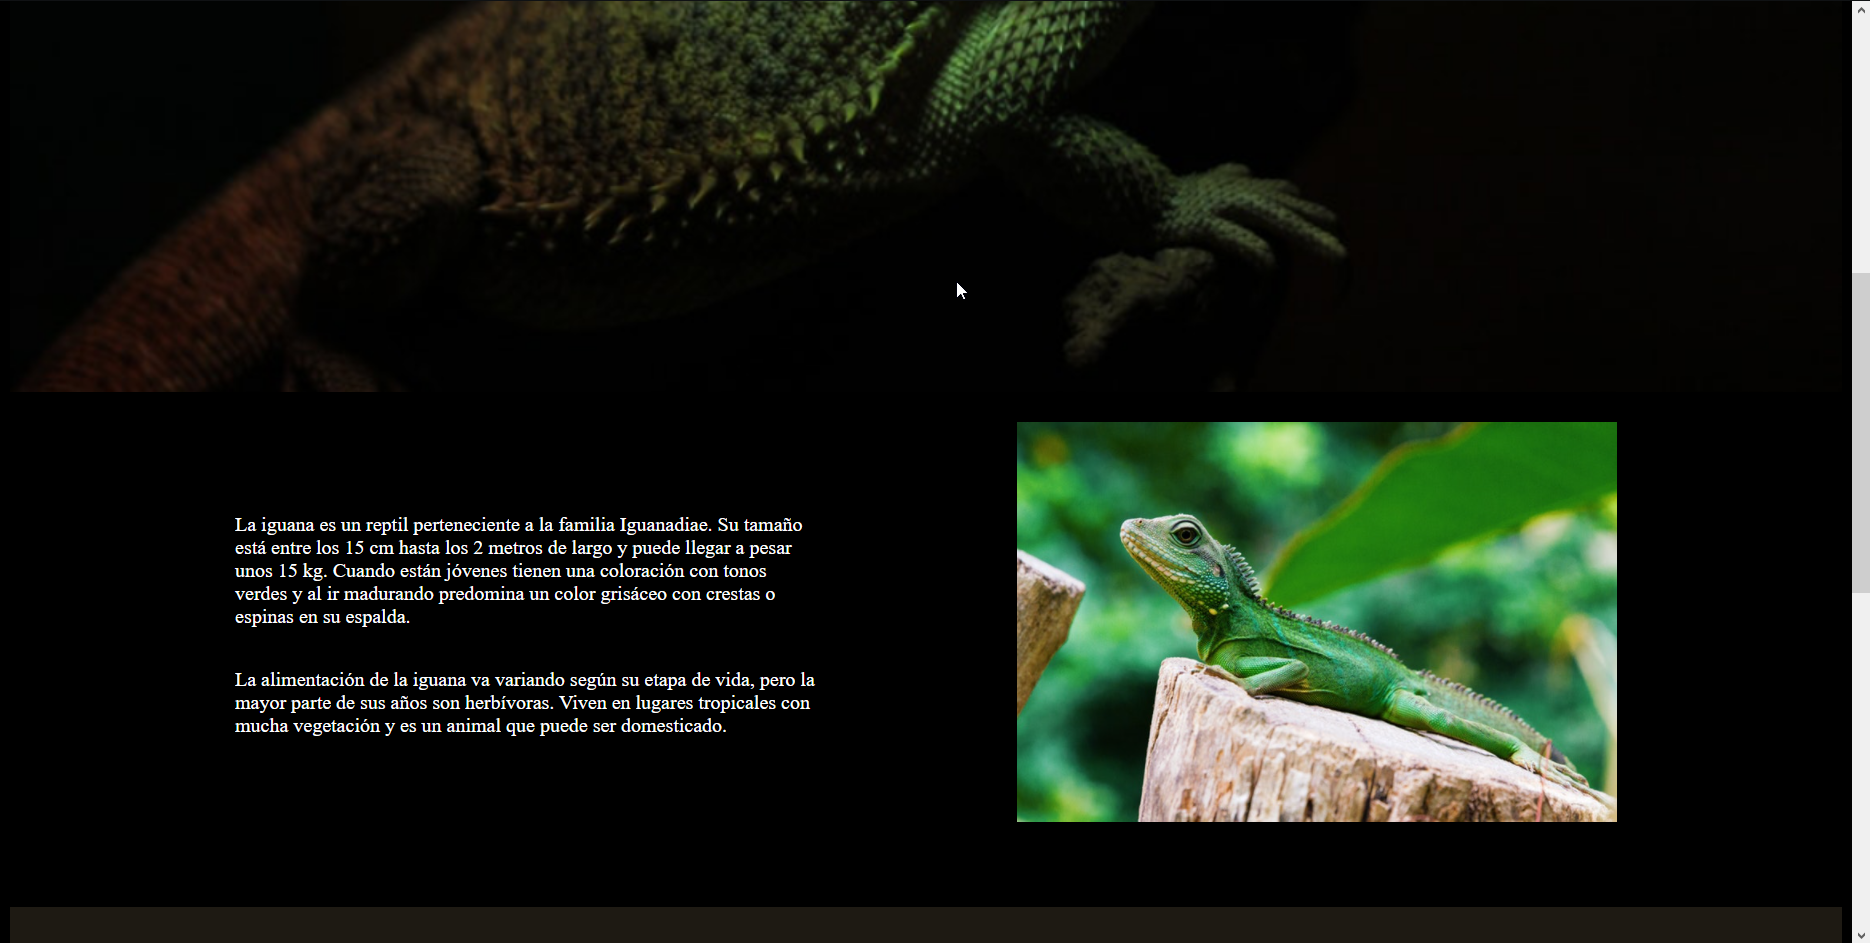 La iguana es un reptil perteneciente a la familia Iguanadiae. Su tamaño
está entre los 15 cm hasta los 2 metros de largo y puede llegar a pesar
unos 15 kg. Cuando están jóvenes tienen una coloración con tonos
verdes y al ir madurando predomina un color grisáceo con crestas o
espinas en su espalda.
La alimentación de la iguana va variando según su etapa de vida, pero la
mayor parte de sus años son herbívoras. Viven en lugares tropicales con
mucha vegetación y es un animal que puede ser domesticado.